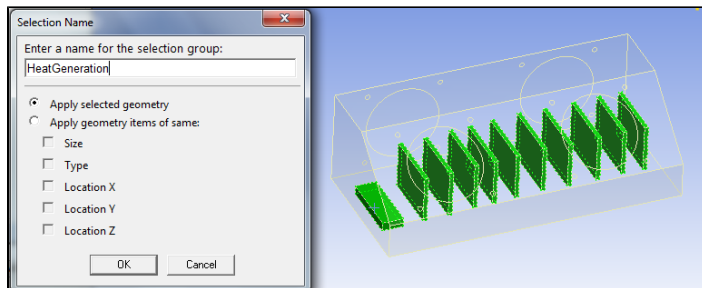 Selection Name
Enter a name for the selection group:
HeatGeneration
Apply selected geometry
Apply geometry items of same:
Size
Type
Location X
Location Y
Location Z
OK
Cancel